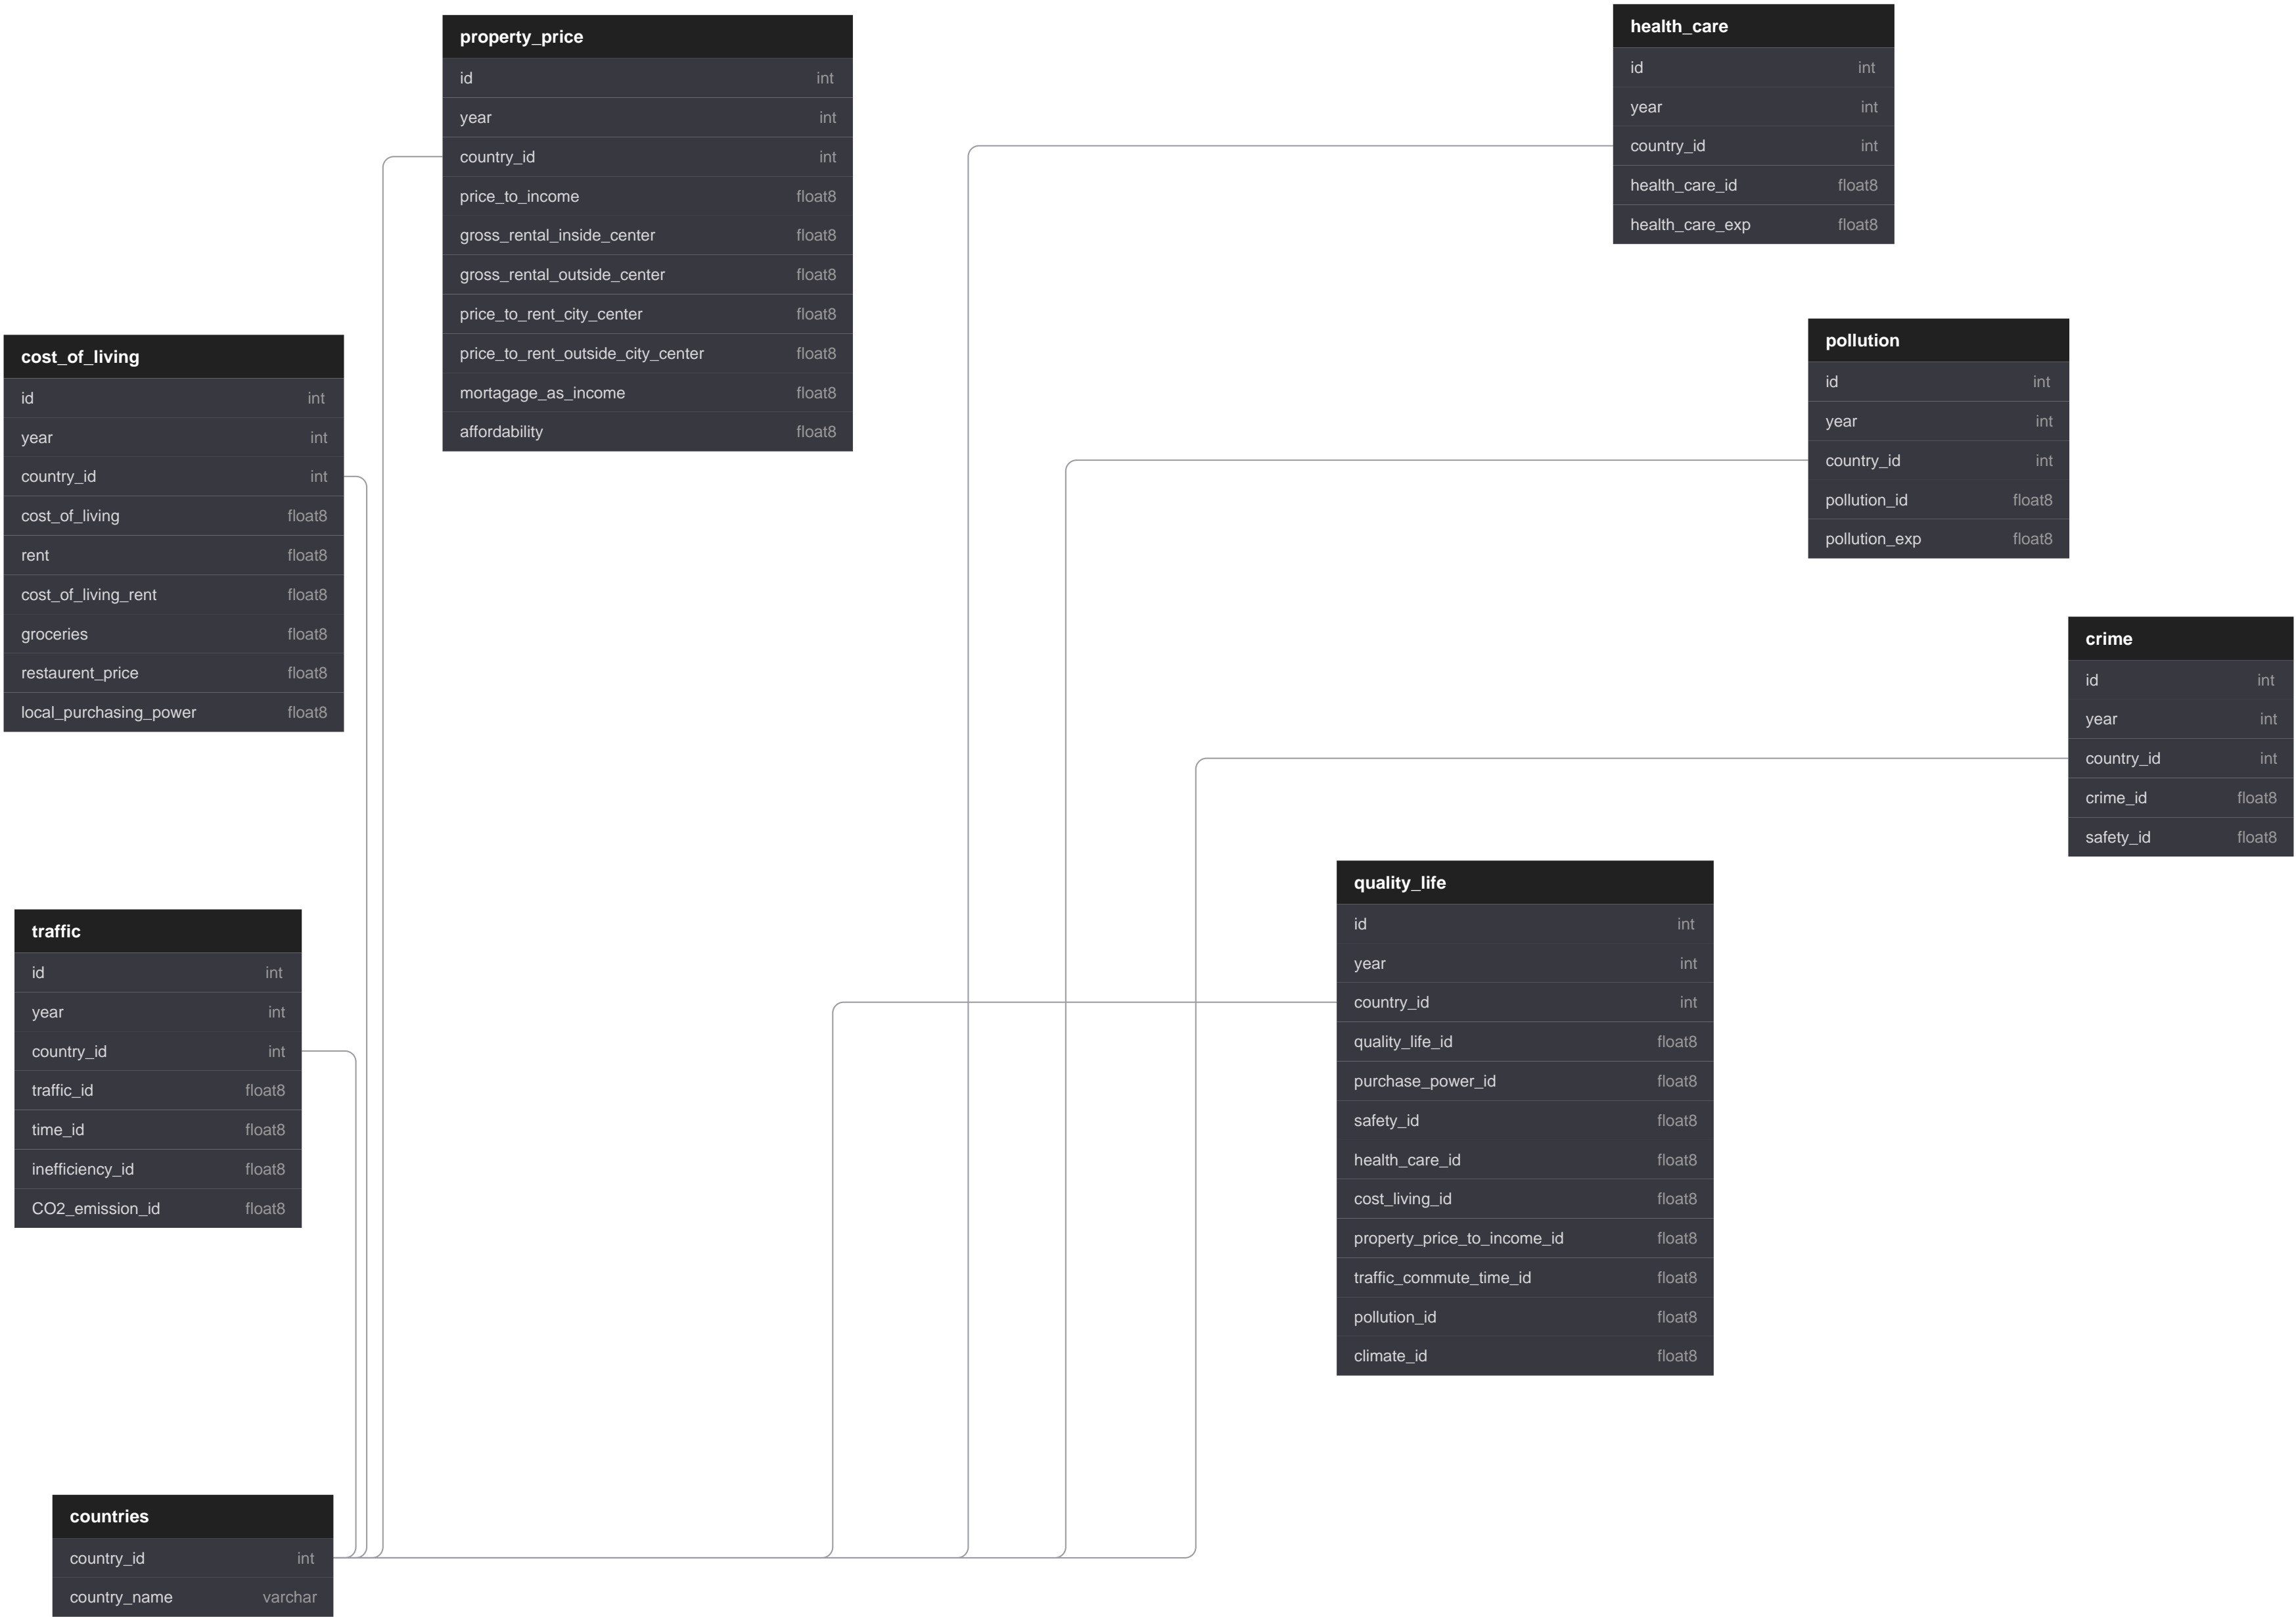 property_price
id int
year int
country_id int
price_to_income float8
gross_rental_inside_center float8
gross_rental_outside_center float8
price_to_rent_city_center float8
price_to_rent_outside_city_center float8
mortagage_as_income float8
affordability float8
health_care
id int
year int
country_id int
health_care_id float8
health_care_exp float8
cost_of_living
id int
year int
country_id int
cost_of_living float8
rent float8
cost_of_living_rent float8
groceries float8
restaurent_price float8
local_purchasing_power float8
pollution
id int
year int
country_id int
pollution_id float8
pollution_exp float8
crime
id int
year int
country_id int
crime_id float8
safety_id float8
quality_life
id int
year int
country_id int
quality_life_id float8
purchase_power_id float8
safety_id float8
health_care_id float8
cost_living_id float8
property_price_to_income_id float8
traffic_commute_time_id float8
pollution_id float8
climate_id float8
traffic
id int
year int
country_id int
traffic_id float8
time_id float8
inefficiency_id float8
CO2_emission_id float8
countries
country_id int
country_name varchar